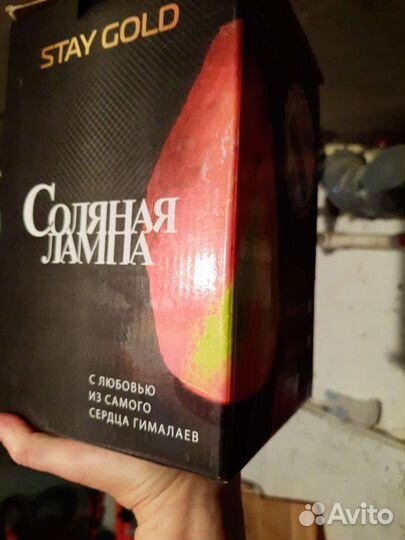 STAY GOLD
СОЛЯНАЯ
ЛАМПА
С ЛЮБОВЬЮ
ИЗ САМОГО
СЕРДЦА ГИМАЛАЕВ
Avito